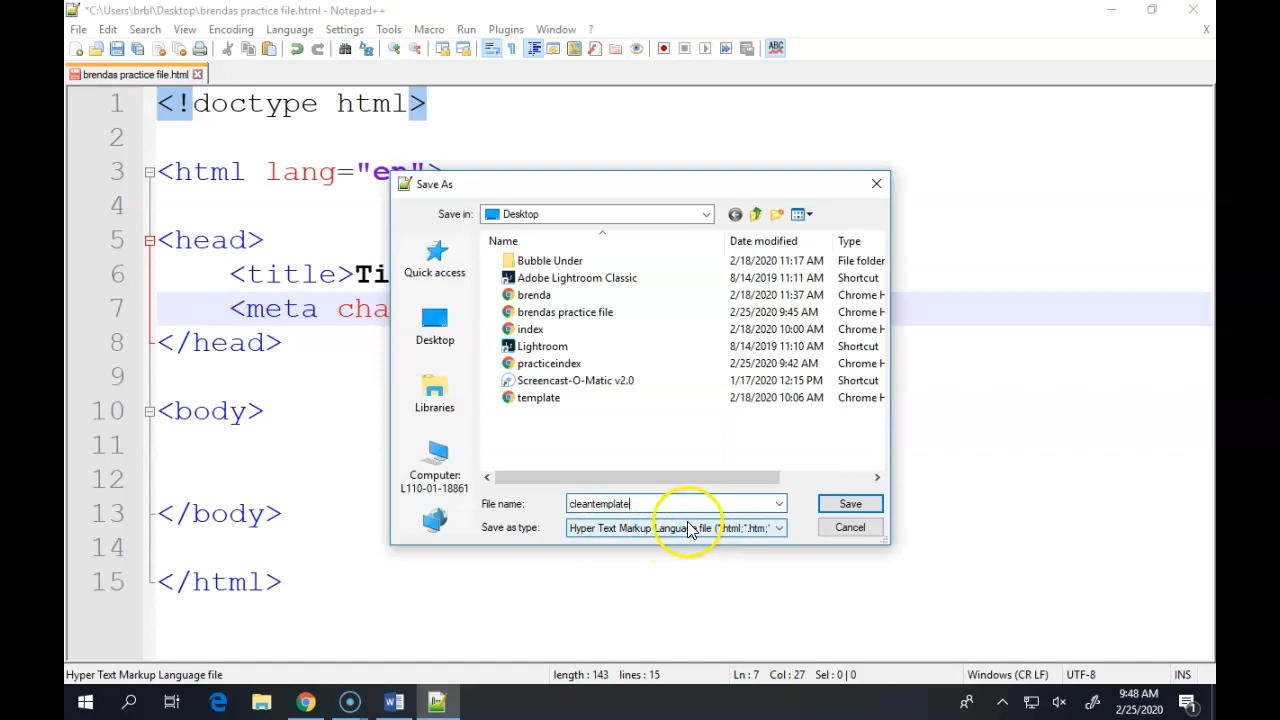 *C:\Users\brbl\Desktop\brendas practice file.html - Notepad++
File Edit Search View Encoding Language Settings Tools Macro Run Plugins Window ? X
ABC
brendas practice file.html
1 <!doctype html>
2
3 <html lang="en">
4
5 <head>
6 <title>Ti
7 <meta cha
8 </head>
9
10 <body>
11
12
13 </body>
14
15 </html>
Save As
Save in: Desktop
Name Date modified Type
Bubble Under 2/18/2020 11:17 AM File folder
Adobe Lightroom Classic 8/14/2019 11:11 AM Shortcut
brenda 2/18/2020 11:37 AM Chrome H
brendas practice file 2/25/2020 9:45 AM Chrome H
index 2/18/2020 10:00 AM Chrome H
Lightroom 8/14/2019 11:10 AM Shortcut
practiceindex 2/25/2020 9:42 AM Chrome H
Screencast-O-Matic v2.0 1/17/2020 12:15 PM Shortcut
template 2/18/2020 10:06 AM Chrome H
Quick access
Desktop
Libraries
Computer:
L110-01-18861
File name: cleantemplate Save
Save as type: Hyper Text Markup Language file (*.html;*.htm;* Cancel
Hyper Text Markup Language file length : 143 lines : 15 Ln : 7 Col : 27 Sel : 0 | 0 Windows (CR LF) UTF-8 INS
9:48 AM
2/25/2020
1